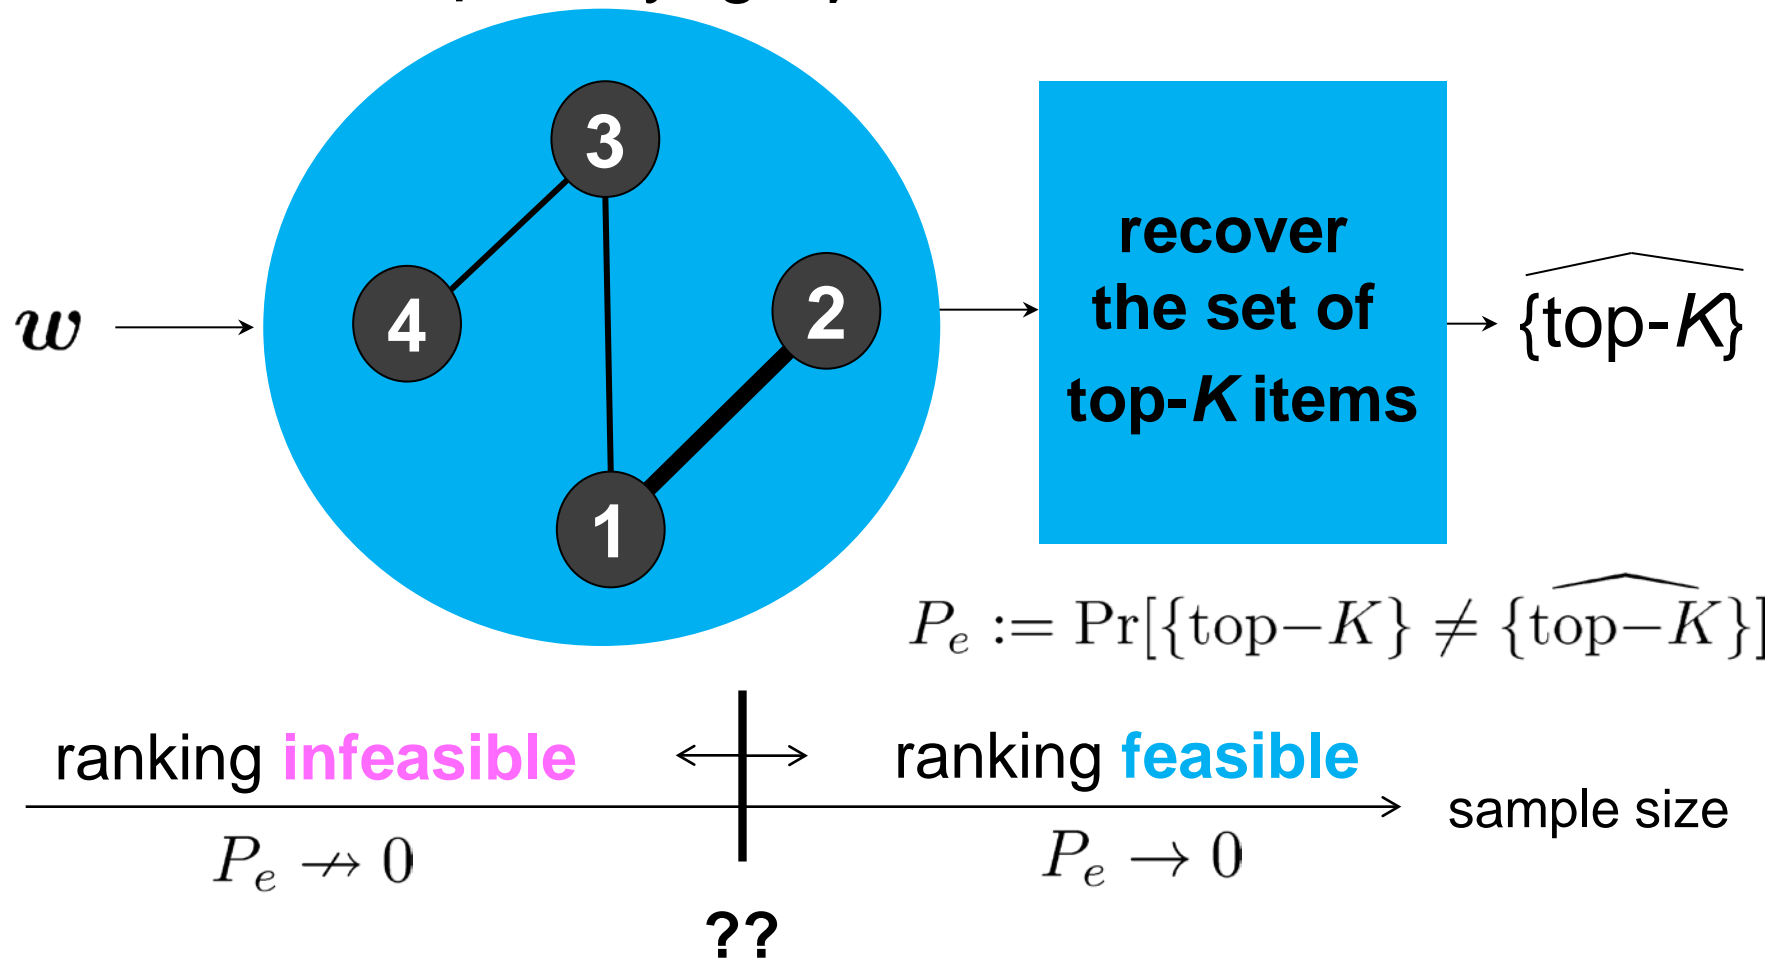 3
4
2
1
w
recover
the set of
top-K items
{top-K}
P_e := Pr[{top−K} ≠ {top−K}]
ranking infeasible
ranking feasible
sample size
P_e ↛ 0
P_e → 0
??